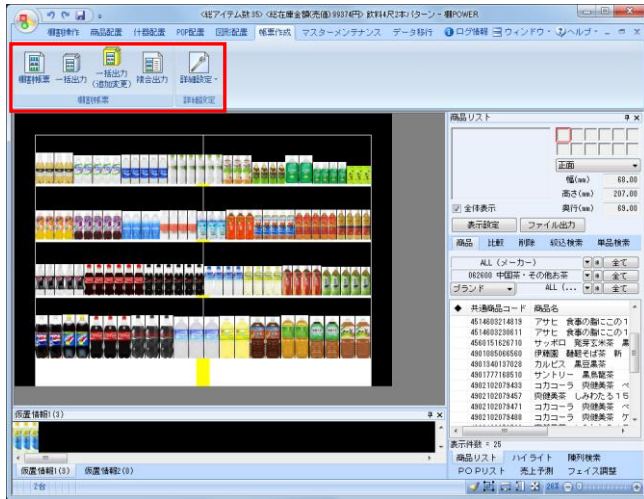 <総アイテム数:35> <総在庫金額(売価):99374円> 飲料4尺2本パターン - 棚POWER
棚割操作 商品配置 什器配置 POP配置 図形配置 帳票作成 マスターメンテナンス データ移行 ログ情報 ウィンドウ ヘルプ
棚割帳票 一括出力 一括出力(追加変更) 複合出力 詳細設定
棚割帳票 詳細設定
商品リスト
正面
幅(mm) 68.00
高さ(mm) 207.00
全体表示 奥行(mm) 69.00
表示設定 ファイル出力
商品 比較 削除 絞込検索 単品検索
ALL (メーカー) 全て
062600 中国茶・その他お茶 全て
ブランド ALL (... 全て
共通商品コード 商品名
4514603214819 アサヒ 食事の脂にこの1
4514603230611 アサヒ 食事の脂にこの1
4560151626710 サッポロ 発芽玄米茶 黒
4901085066560 伊藤園 韃靼そば茶 新
4901340197028 カルピス 黒豆黒茶
4901777168510 サントリー 黒烏龍茶
4902102079433 コカコーラ 爽健美茶 ペ
4902102079457 爽健美茶 しみわたる15
4902102079471 コカコーラ 爽健美茶 ペ
4902102079488 コカコーラ 爽健美茶 ケ
表示件数 = 25
商品リスト ハイライト 陳列検索
POPリスト 売上予測 フェイス調整
仮置情報1(3)
仮置情報1(3) 仮置情報2(0)
2台
26%